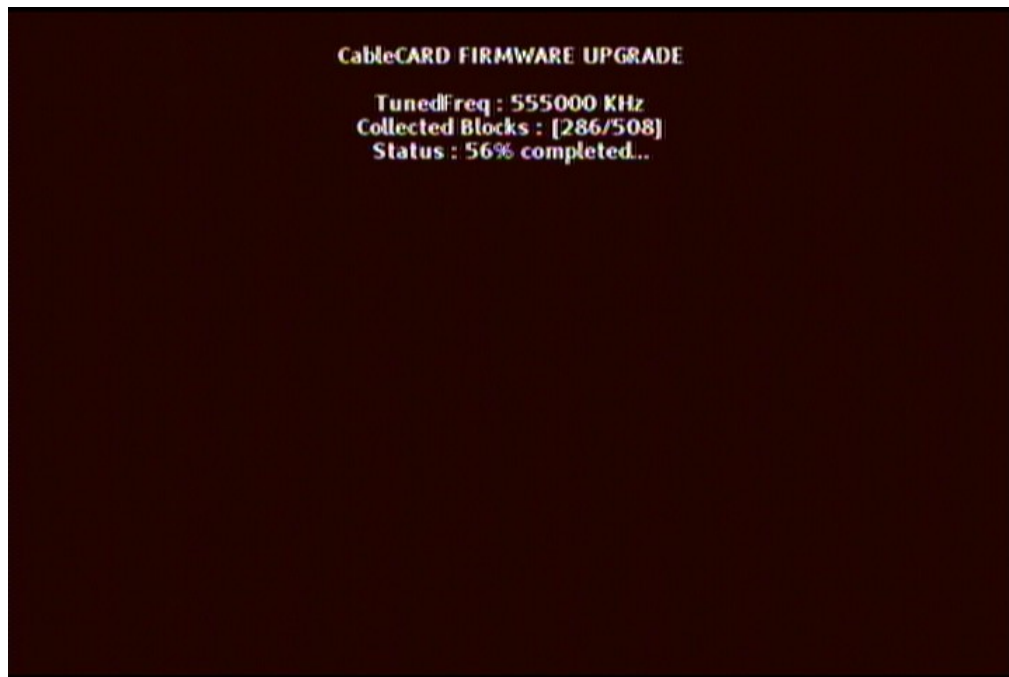 CableCARD FIRMWARE UPGRADE
TunedFreq : 555000 KHz
Collected Blocks : [286/508]
Status : 56% completed...